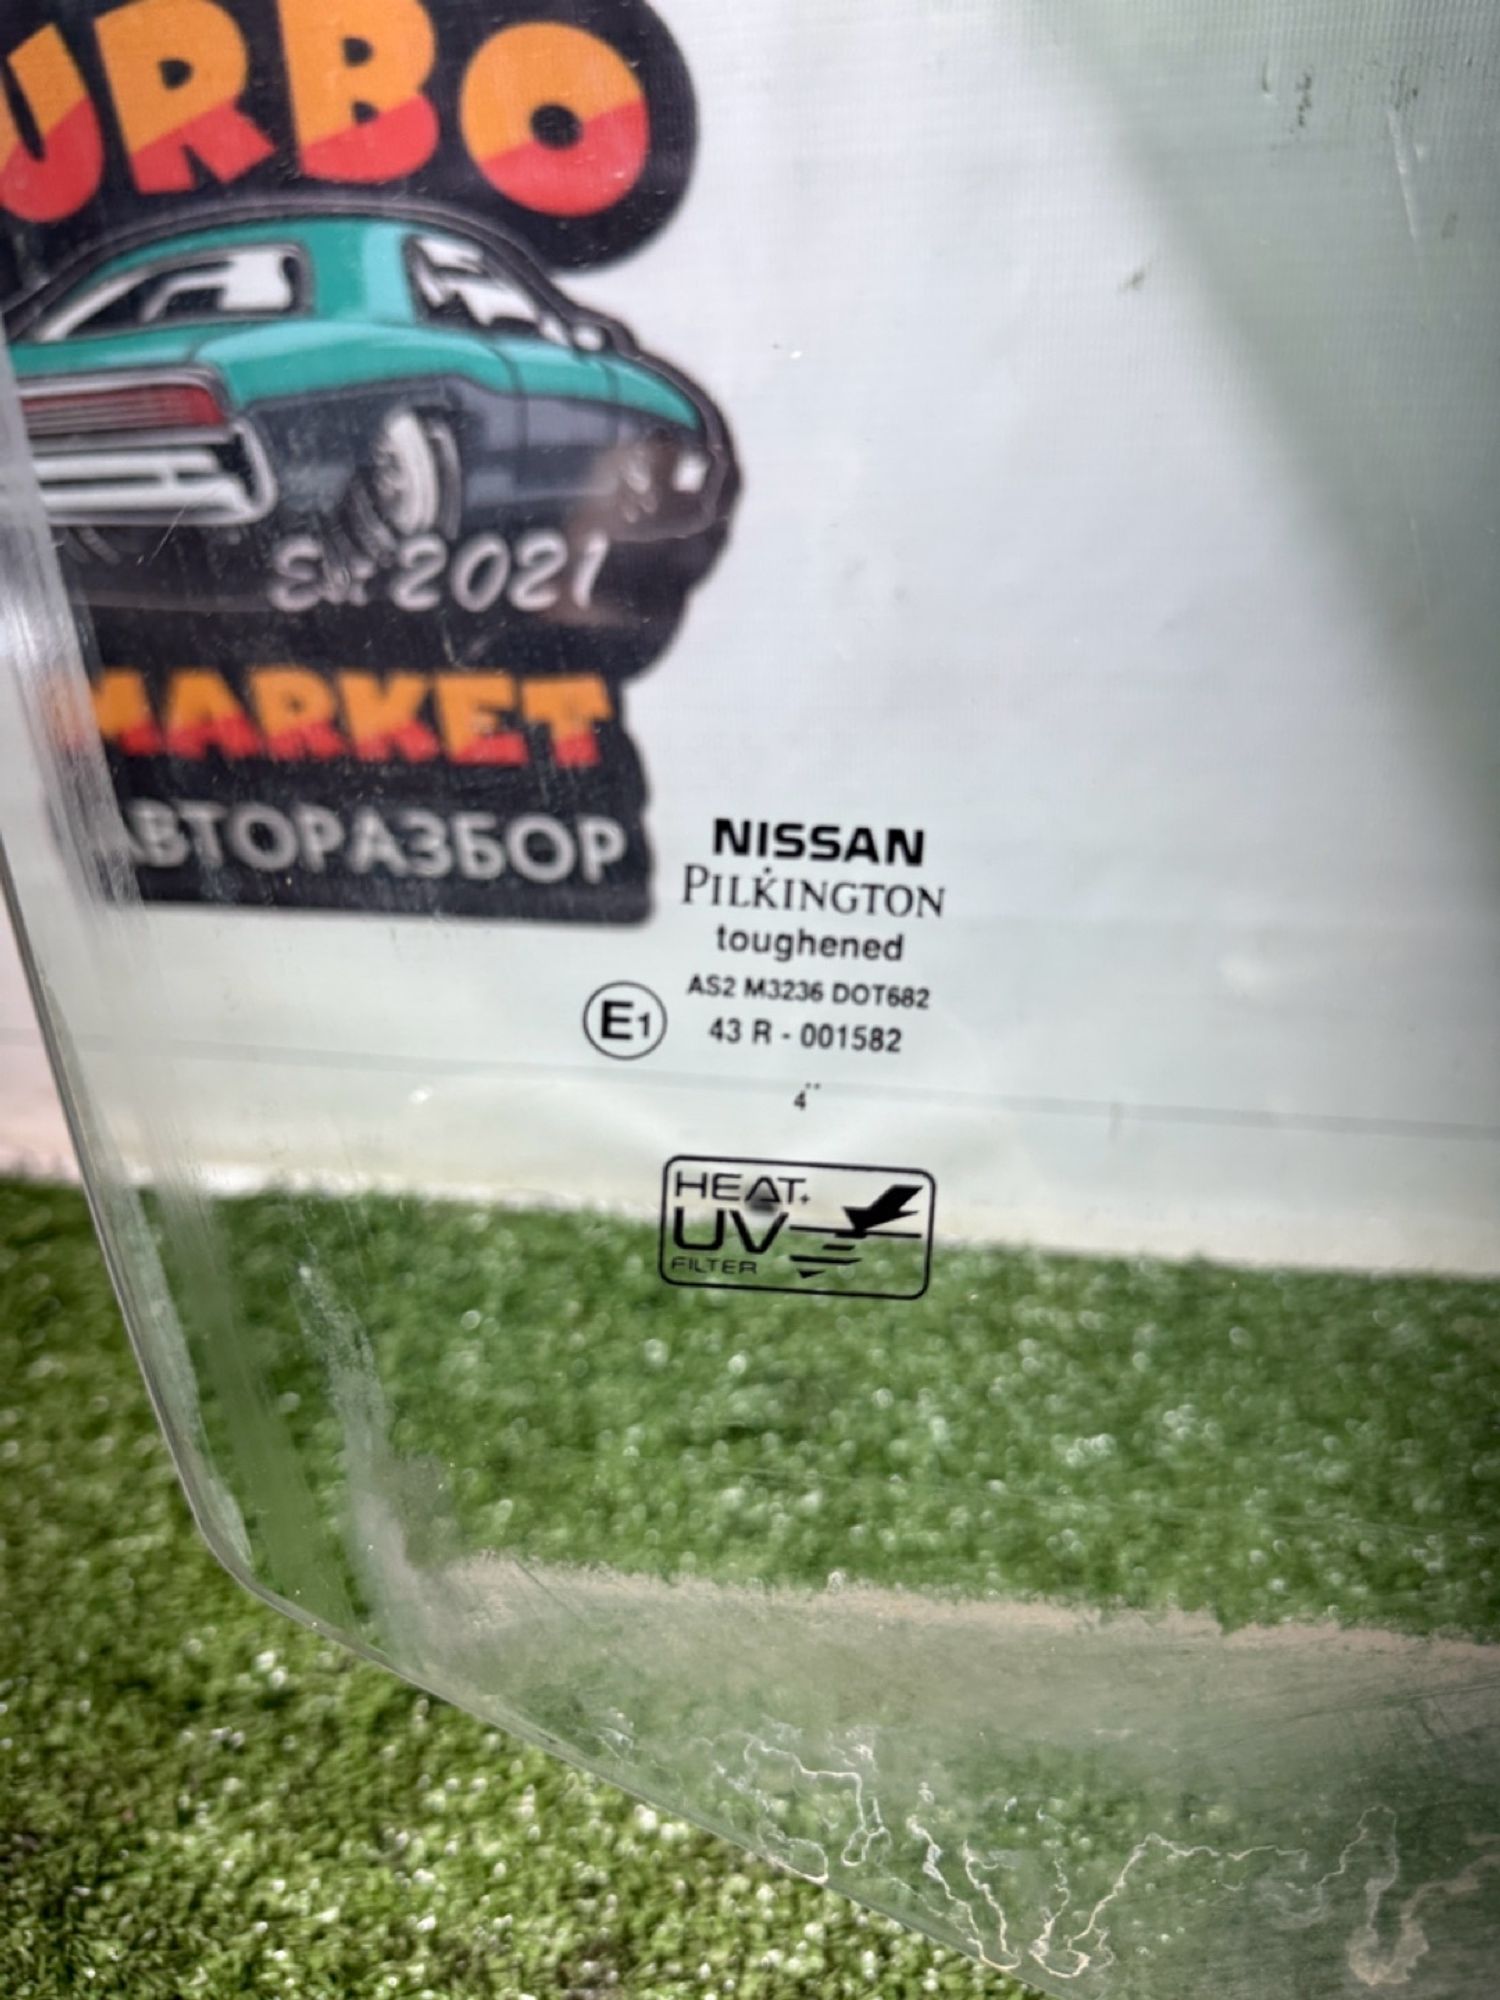 URBO
Est 2021
MARKET
АВТОРАЗБОР
NISSAN
PILKINGTON
toughened
AS2 M3236 DOT682
E1
43 R - 001582
4¨
HEAT+
UV
FILTER